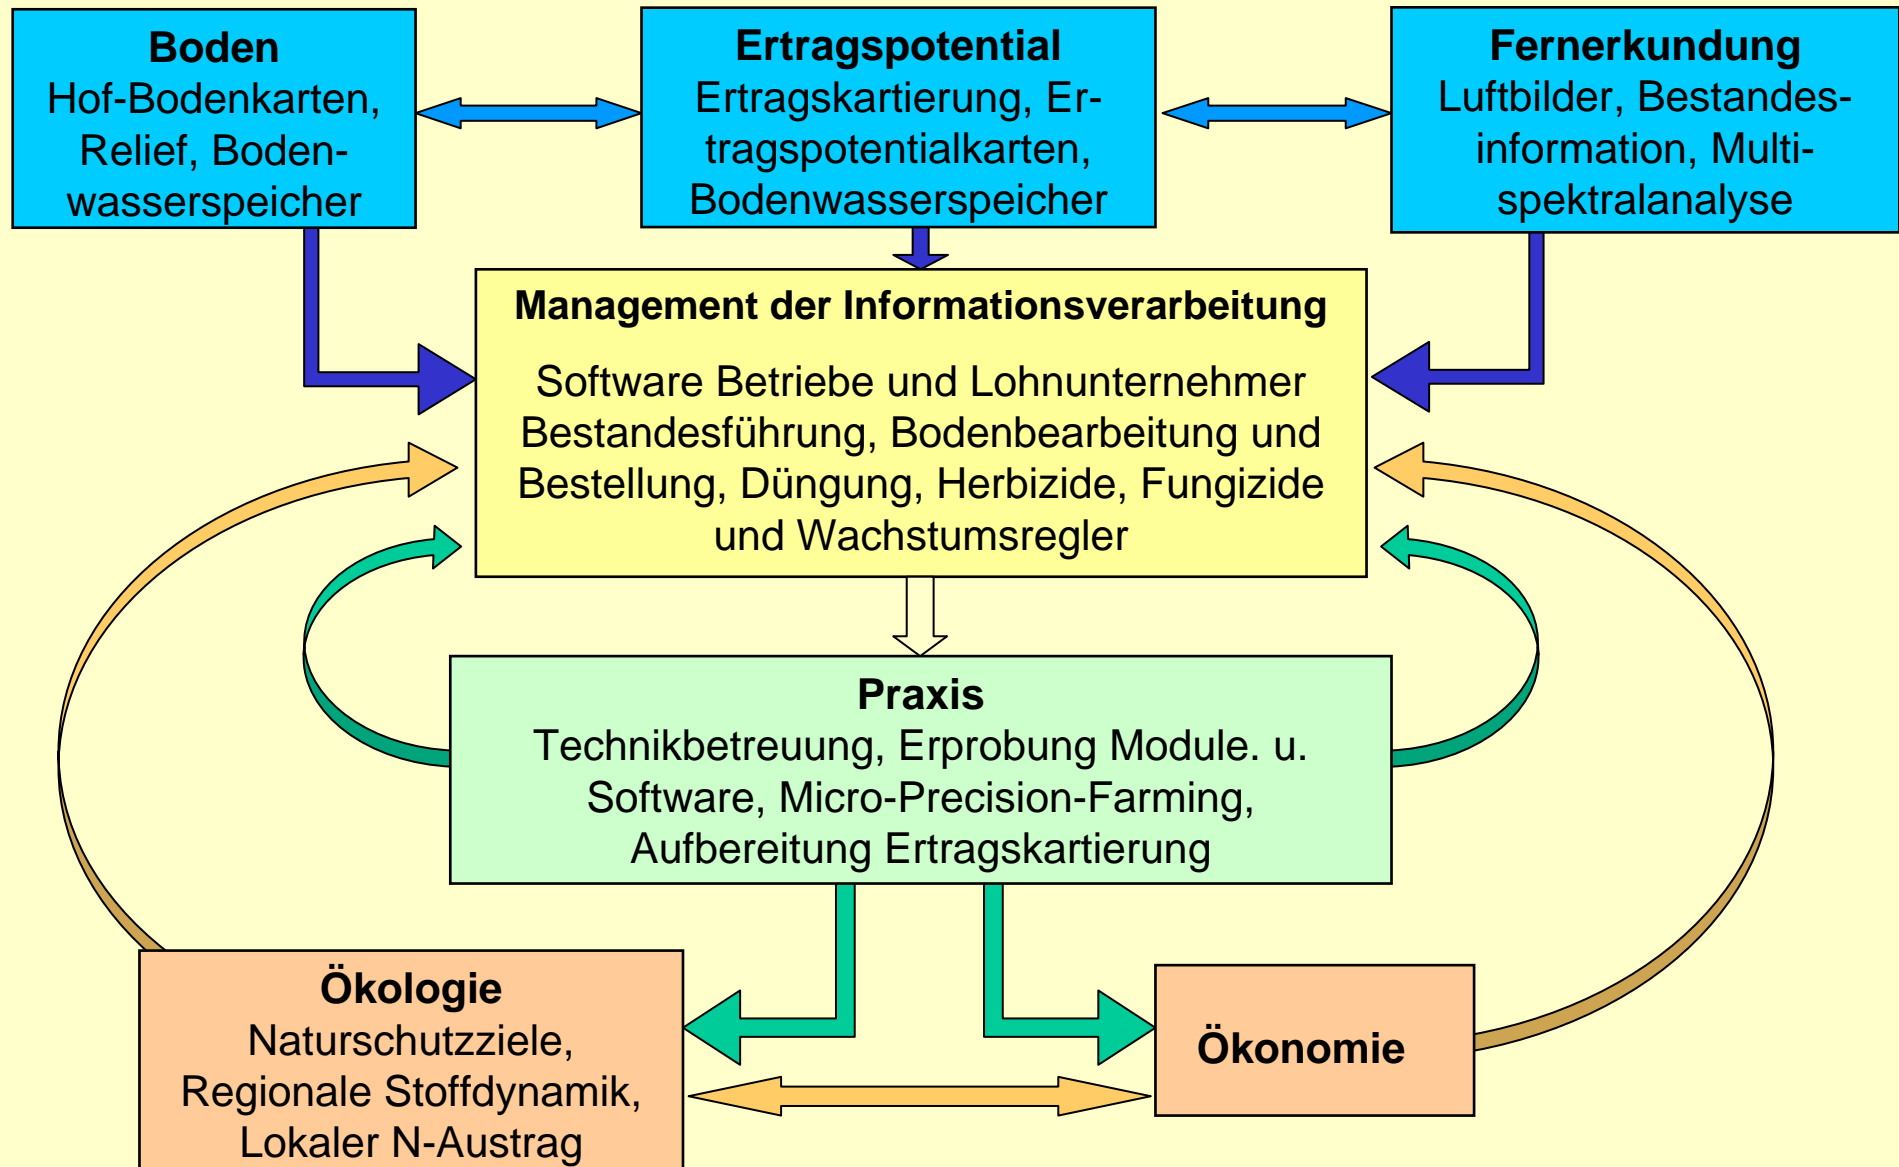 Boden
Hof-Bodenkarten,
Relief, Boden-
wasserspeicher
Ertragspotential
Ertragskartierung, Er-
tragspotentialkarten,
Bodenwasserspeicher
Fernerkundung
Luftbilder, Bestandes-
information, Multi-
spektralanalyse
Management der Informationsverarbeitung
Software Betriebe und Lohnunternehmer
Bestandesführung, Bodenbearbeitung und
Bestellung, Düngung, Herbizide, Fungizide
und Wachstumsregler
Praxis
Technikbetreuung, Erprobung Module. u.
Software, Micro-Precision-Farming,
Aufbereitung Ertragskartierung
Ökologie
Naturschutzziele,
Regionale Stoffdynamik,
Lokaler N-Austrag
Ökonomie